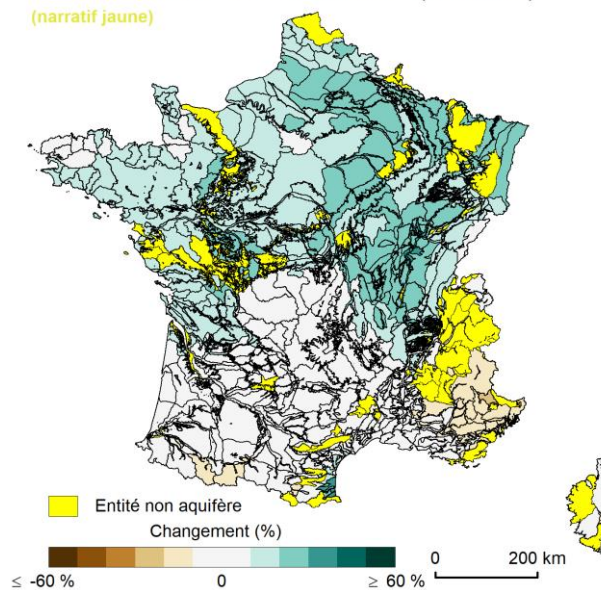 (narratif jaune)
Entité non aquifère
Changement (%)
≤ -60 % 0 ≥ 60 %
0 200 km